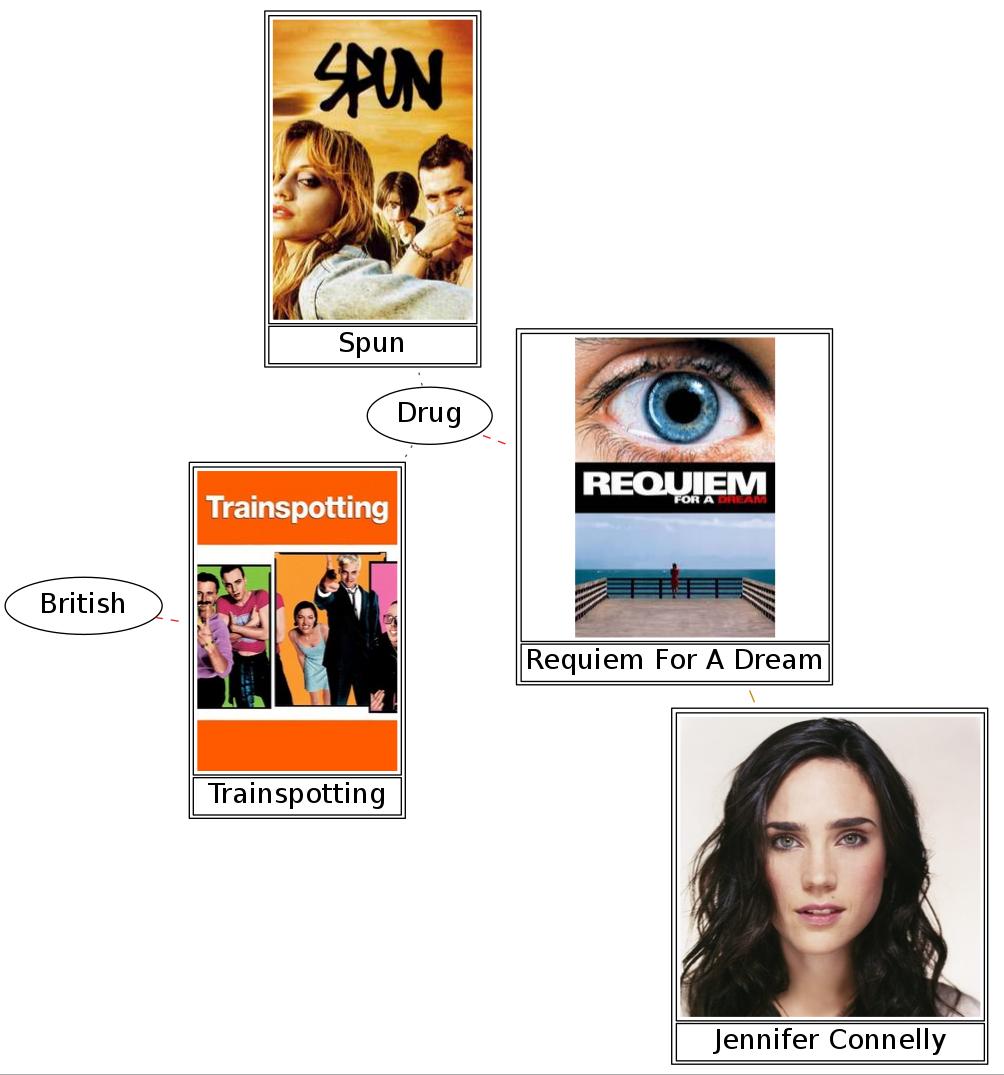 SPUN
Spun
Drug
REQUIEM
FOR A DREAM
Requiem For A Dream
Trainspotting
British
Trainspotting
Jennifer Connelly